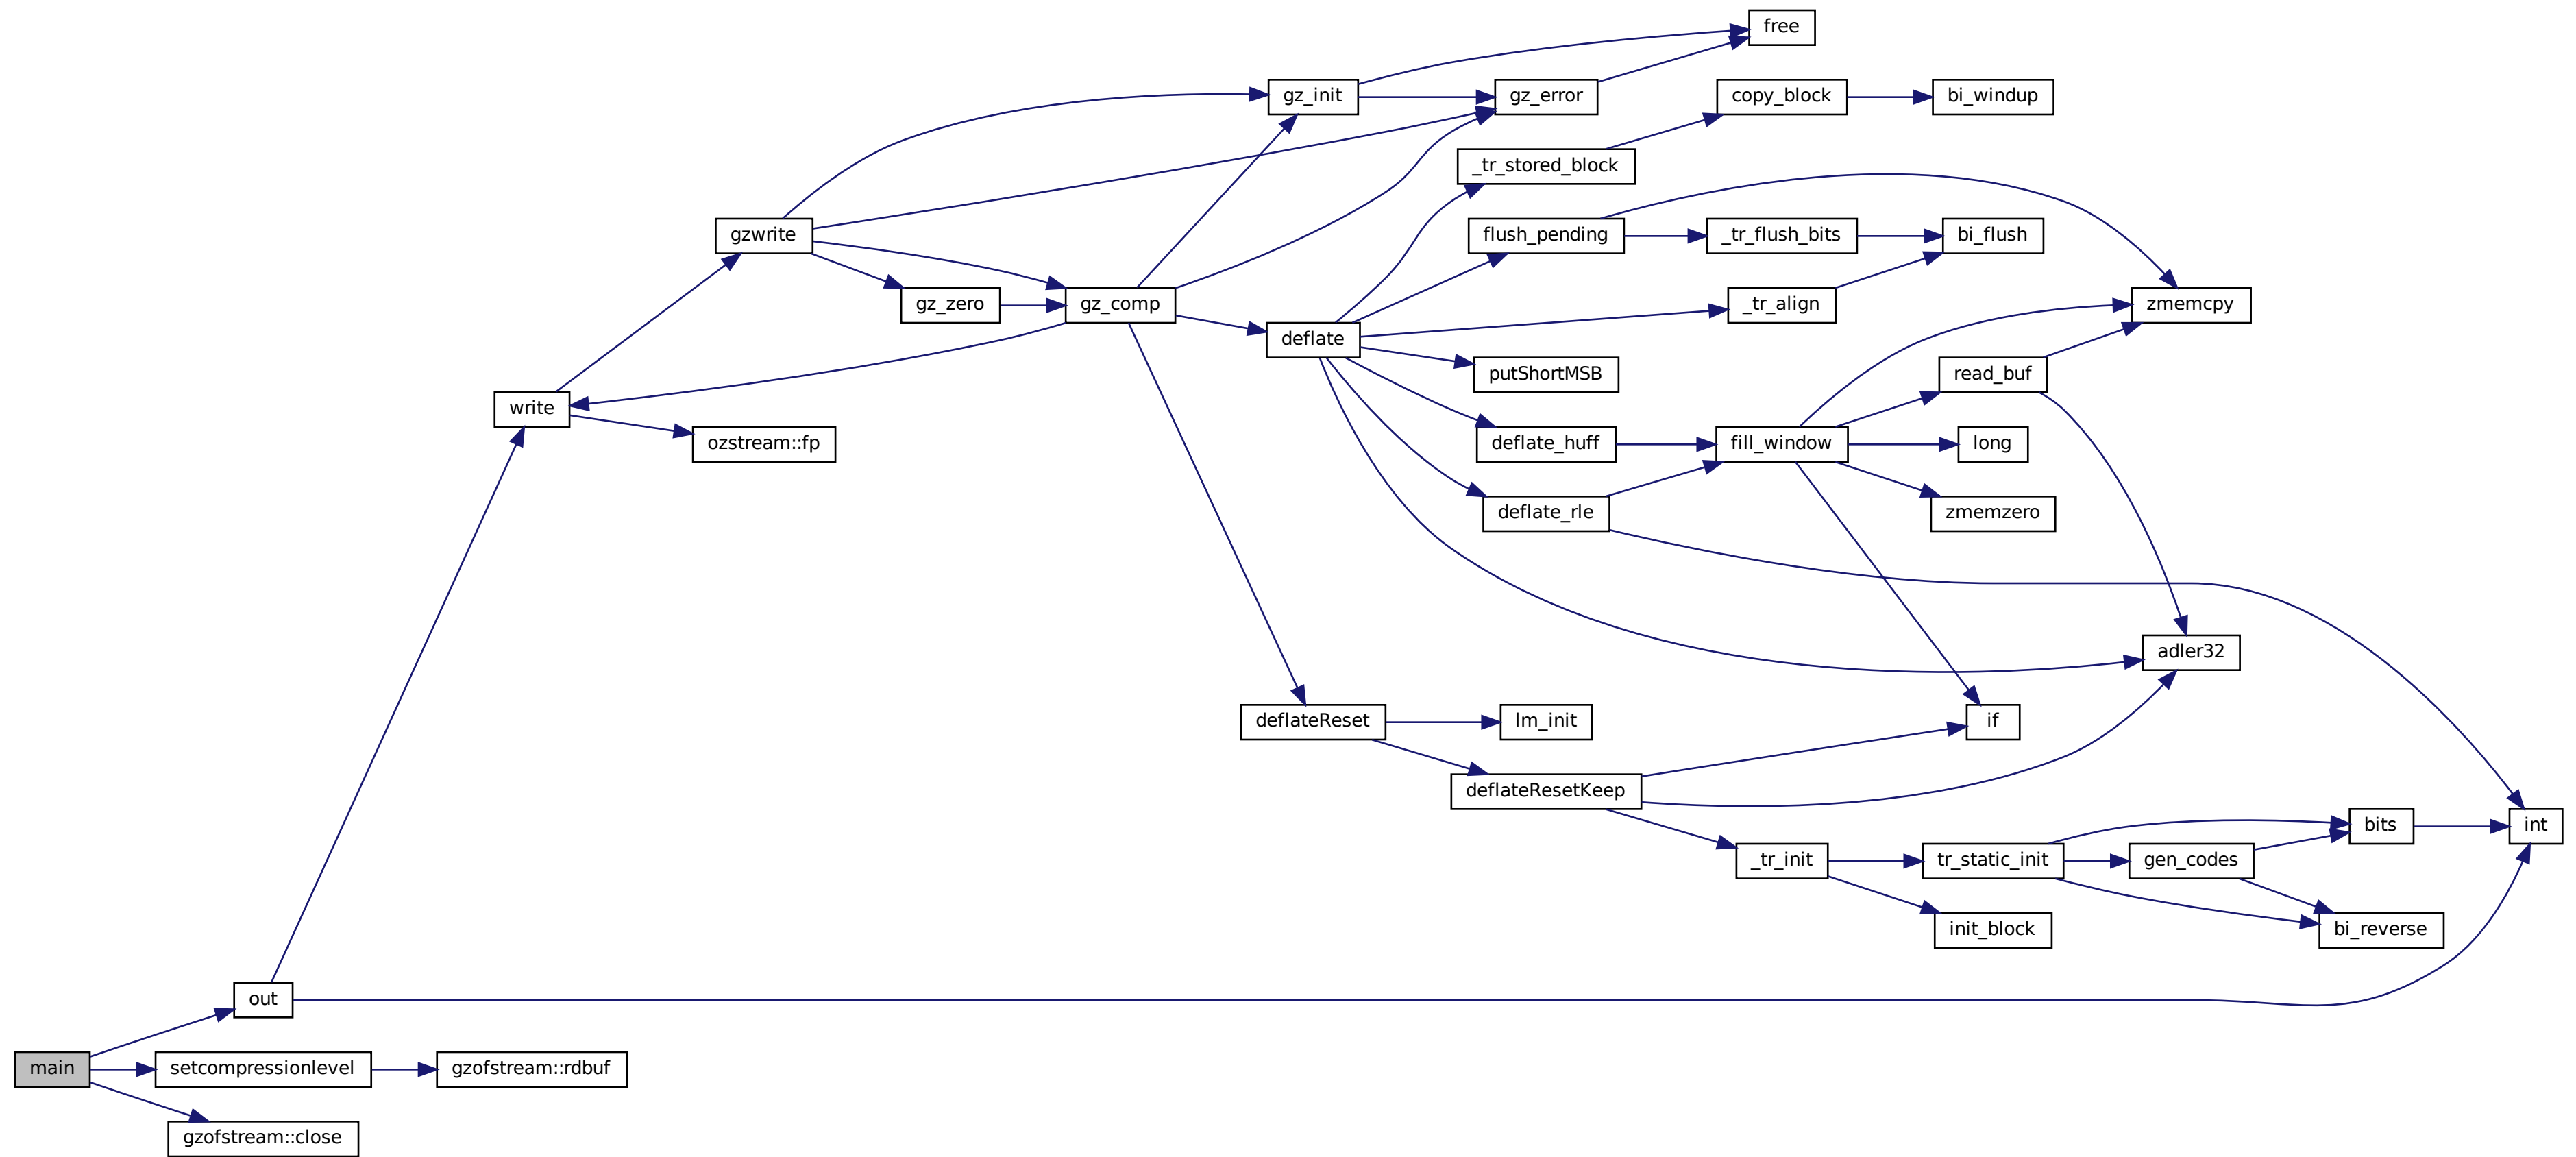 free
gz_init
gz_error
copy_block
bi_windup
_tr_stored_block
gzwrite
flush_pending
_tr_flush_bits
bi_flush
gz_zero
gz_comp
_tr_align
zmemcpy
deflate
putShortMSB
read_buf
write
ozstream::fp
deflate_huff
fill_window
long
deflate_rle
zmemzero
adler32
deflateReset
lm_init
if
deflateResetKeep
bits
int
_tr_init
tr_static_init
gen_codes
init_block
bi_reverse
out
main
setcompressionlevel
gzofstream::rdbuf
gzofstream::close